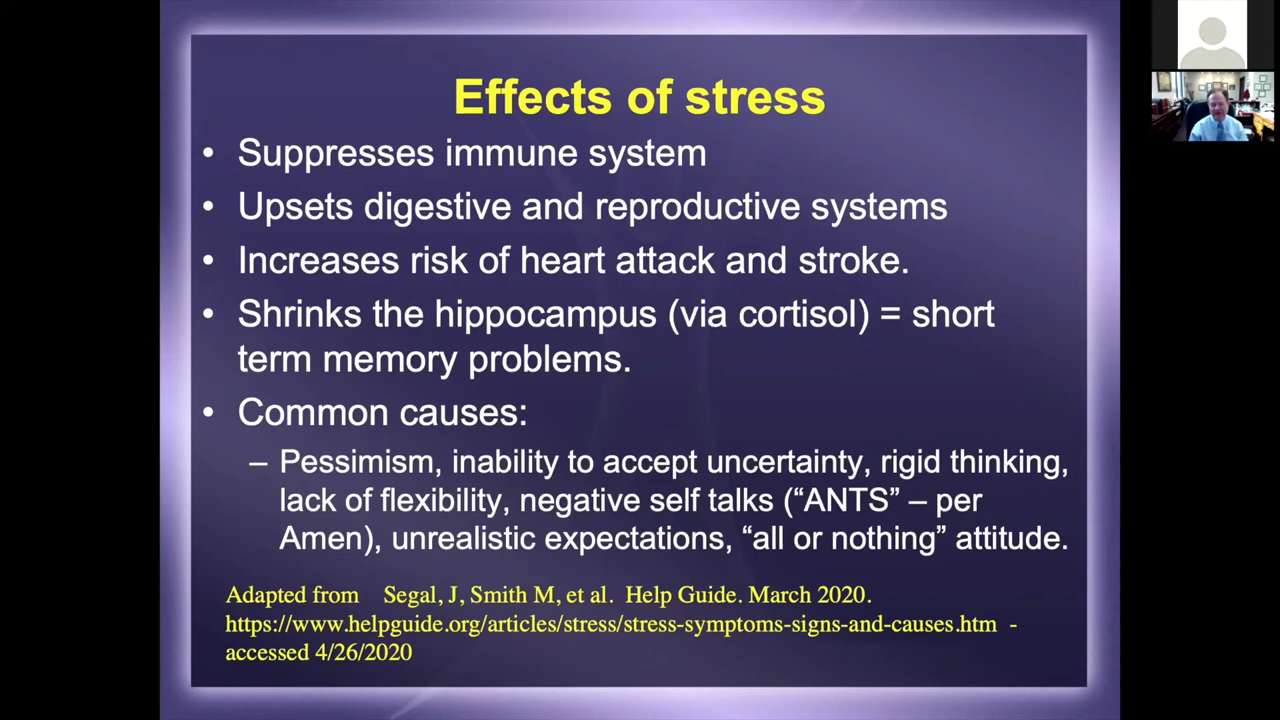 Effects of stress
• Suppresses immune system
• Upsets digestive and reproductive systems
• Increases risk of heart attack and stroke.
• Shrinks the hippocampus (via cortisol) = short
term memory problems.
• Common causes:
– Pessimism, inability to accept uncertainty, rigid thinking,
lack of flexibility, negative self talks (“ANTS” – per
Amen), unrealistic expectations, “all or nothing” attitude.
Adapted from Segal, J, Smith M, et al. Help Guide. March 2020.
https://www.helpguide.org/articles/stress/stress-symptoms-signs-and-causes.htm -
accessed 4/26/2020